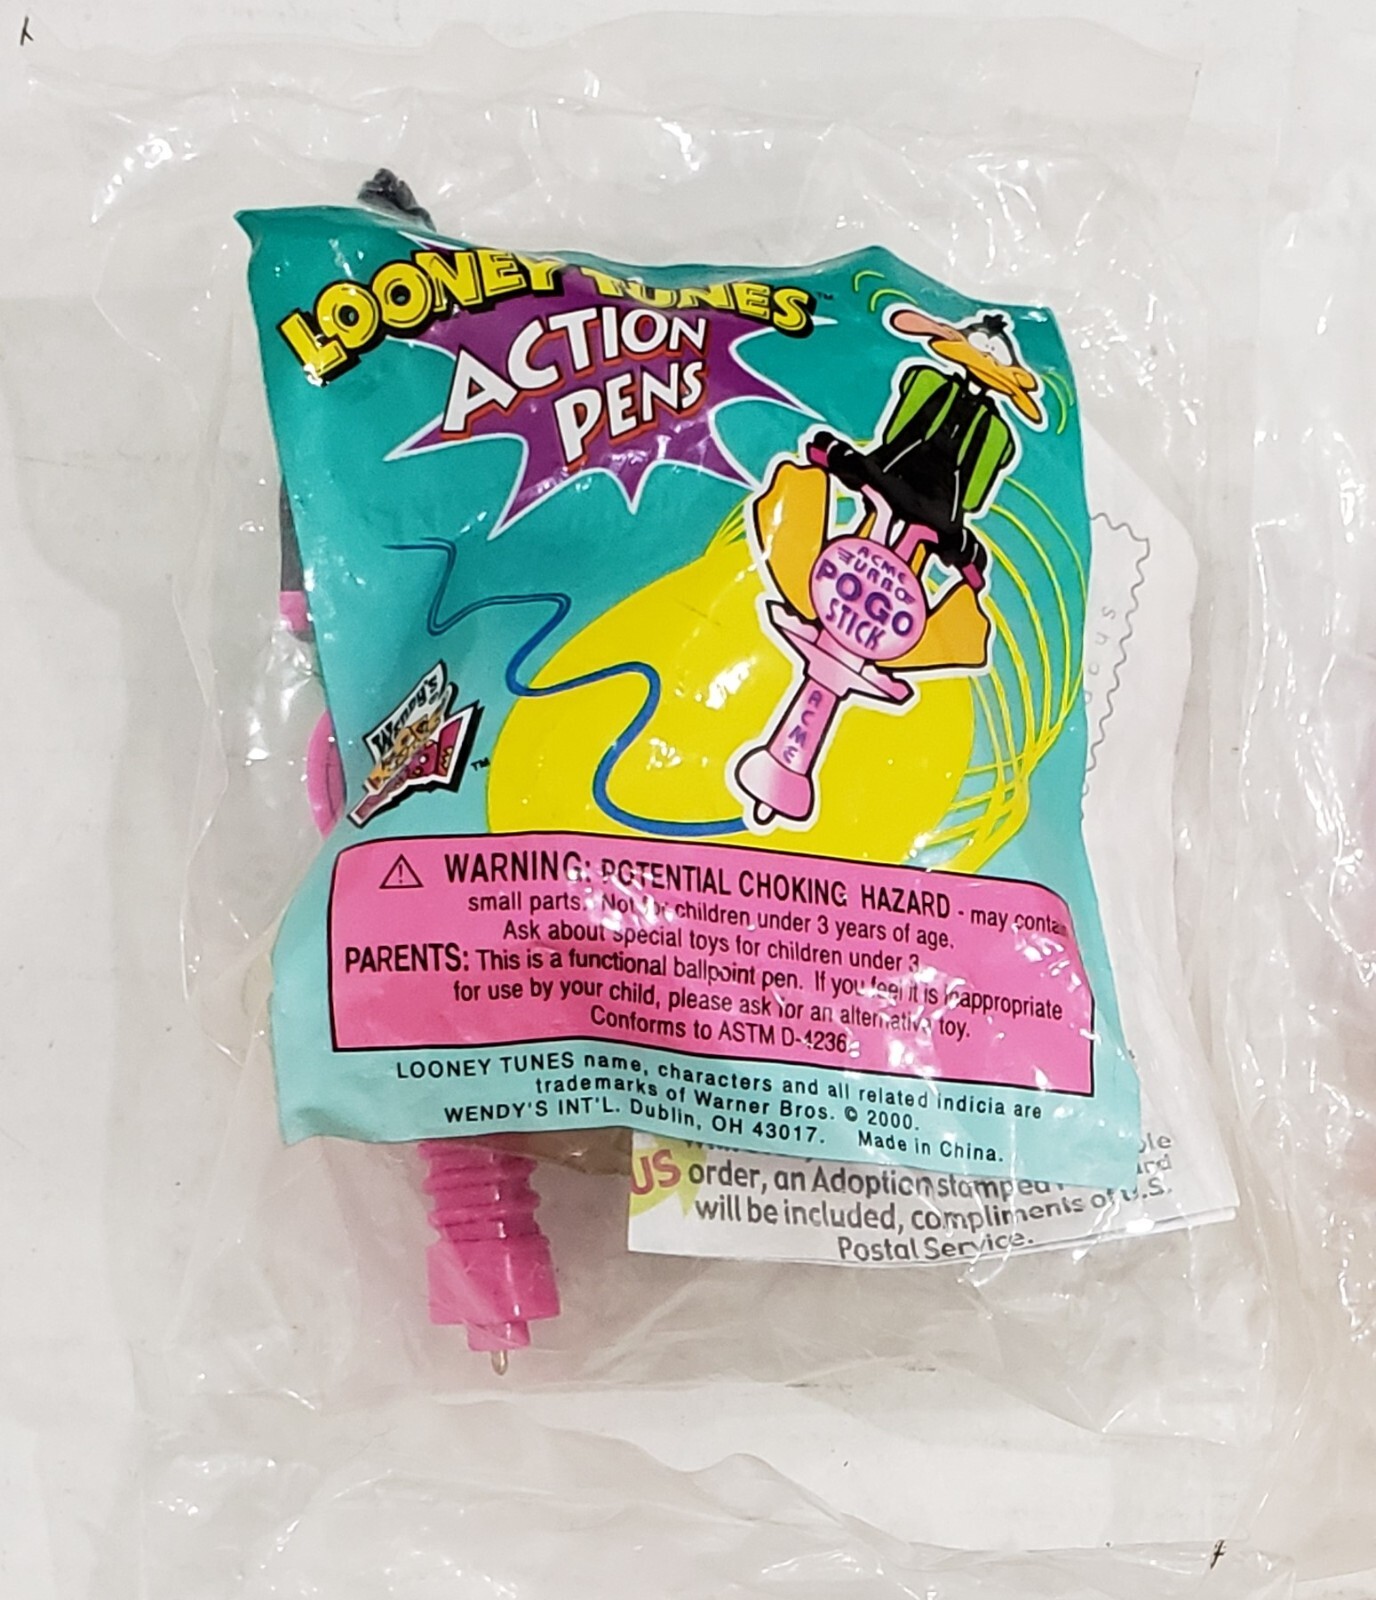 LOONEY TUNES™
ACTION
PENS
ACME
TURBO
POGO
STICK
ACME
Wendy's
™
⚠ WARNING: POTENTIAL CHOKING HAZARD - may contain
small parts. Not for children under 3 years of age.
Ask about special toys for children under 3.
PARENTS: This is a functional ballpoint pen. If you feel it is inappropriate
for use by your child, please ask for an alternative toy.
Conforms to ASTM D-4236.
LOONEY TUNES name, characters and all related indicia are
trademarks of Warner Bros. © 2000.
WENDY'S INT'L. Dublin, OH 43017. Made in China.
US order, an Adoption stamped
will be included, compliments of U.S.
Postal Service.